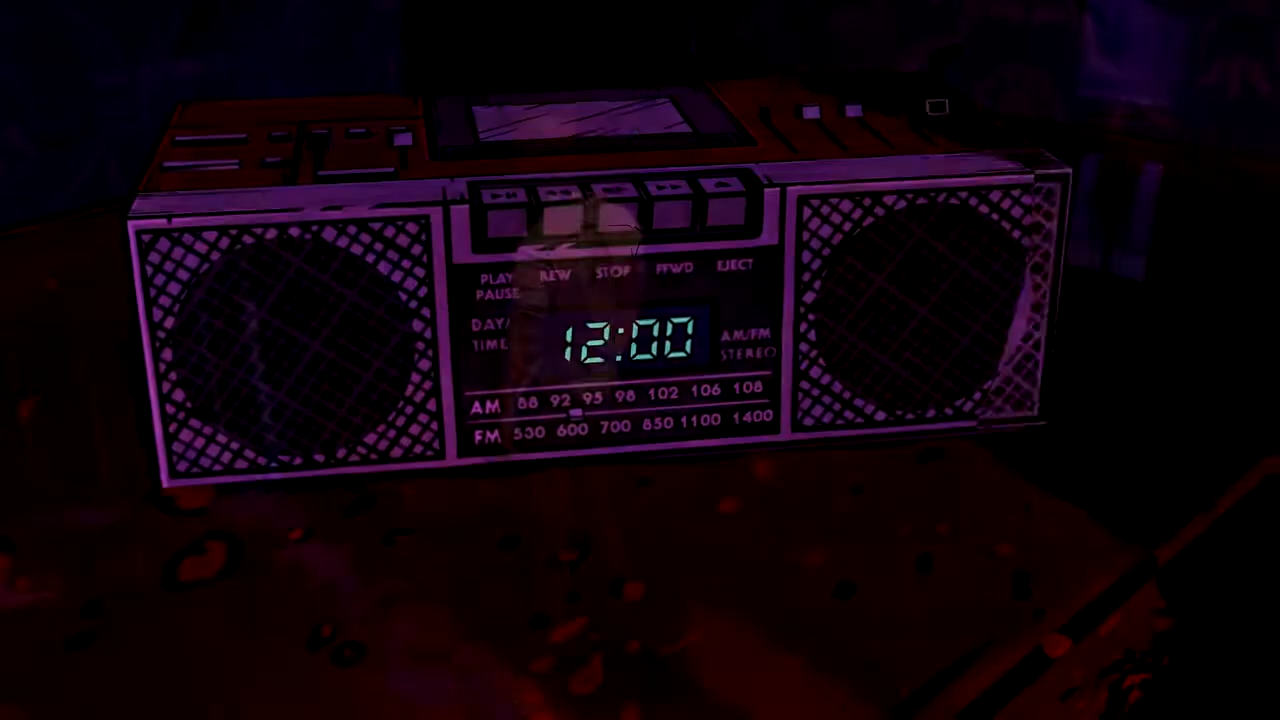 PLAY REW STOP FFWD EJECT
PAUSE
DAY/
TIME
12:00
AM/FM
STEREO
AM 88 92 95 98 102 106 108
FM 530 600 700 850 1100 1400